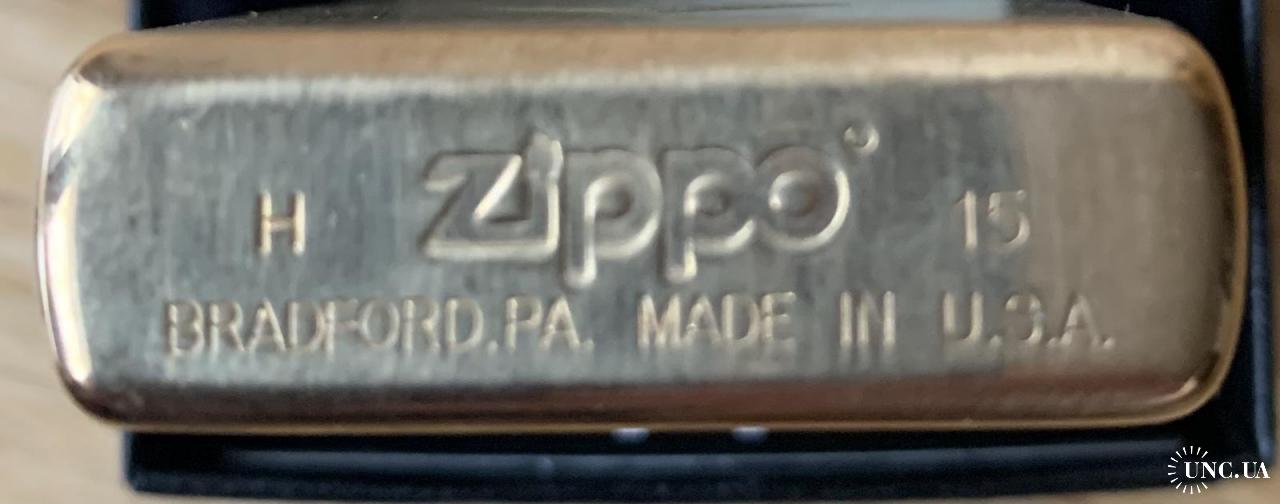 H Zippo® 15
BRADFORD, PA. MADE IN U.S.A.
UNC.UA